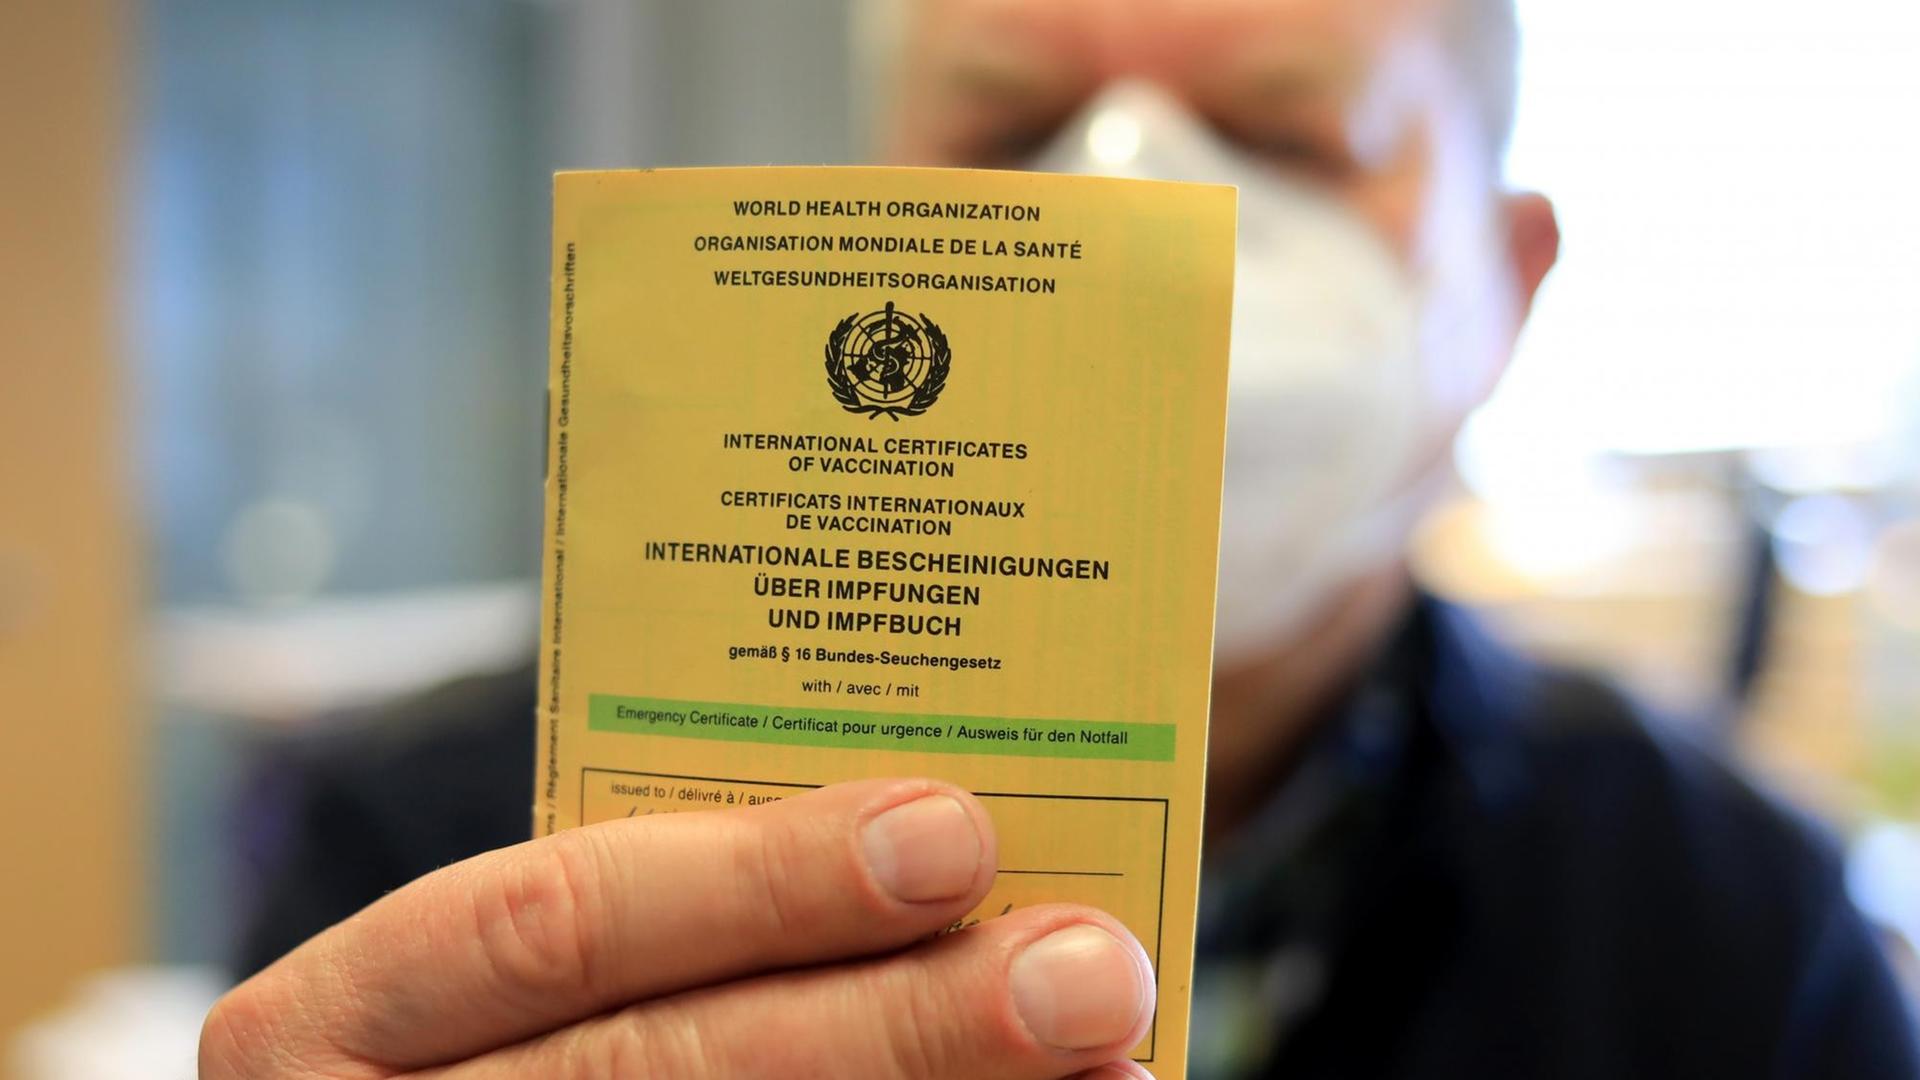 WORLD HEALTH ORGANIZATION
ORGANISATION MONDIALE DE LA SANTÉ
WELTGESUNDHEITSORGANISATION
INTERNATIONAL CERTIFICATES
OF VACCINATION
CERTIFICATS INTERNATIONAUX
DE VACCINATION
INTERNATIONALE BESCHEINIGUNGEN
ÜBER IMPFUNGEN
UND IMPFBUCH
gemäß § 16 Bundes-Seuchengesetz
with / avec / mit
Emergency Certificate / Certificat pour urgence / Ausweis für den Notfall
issued to / délivré à /
/ Règlement Sanitaire International / Internationale Gesundheitsvorschriften